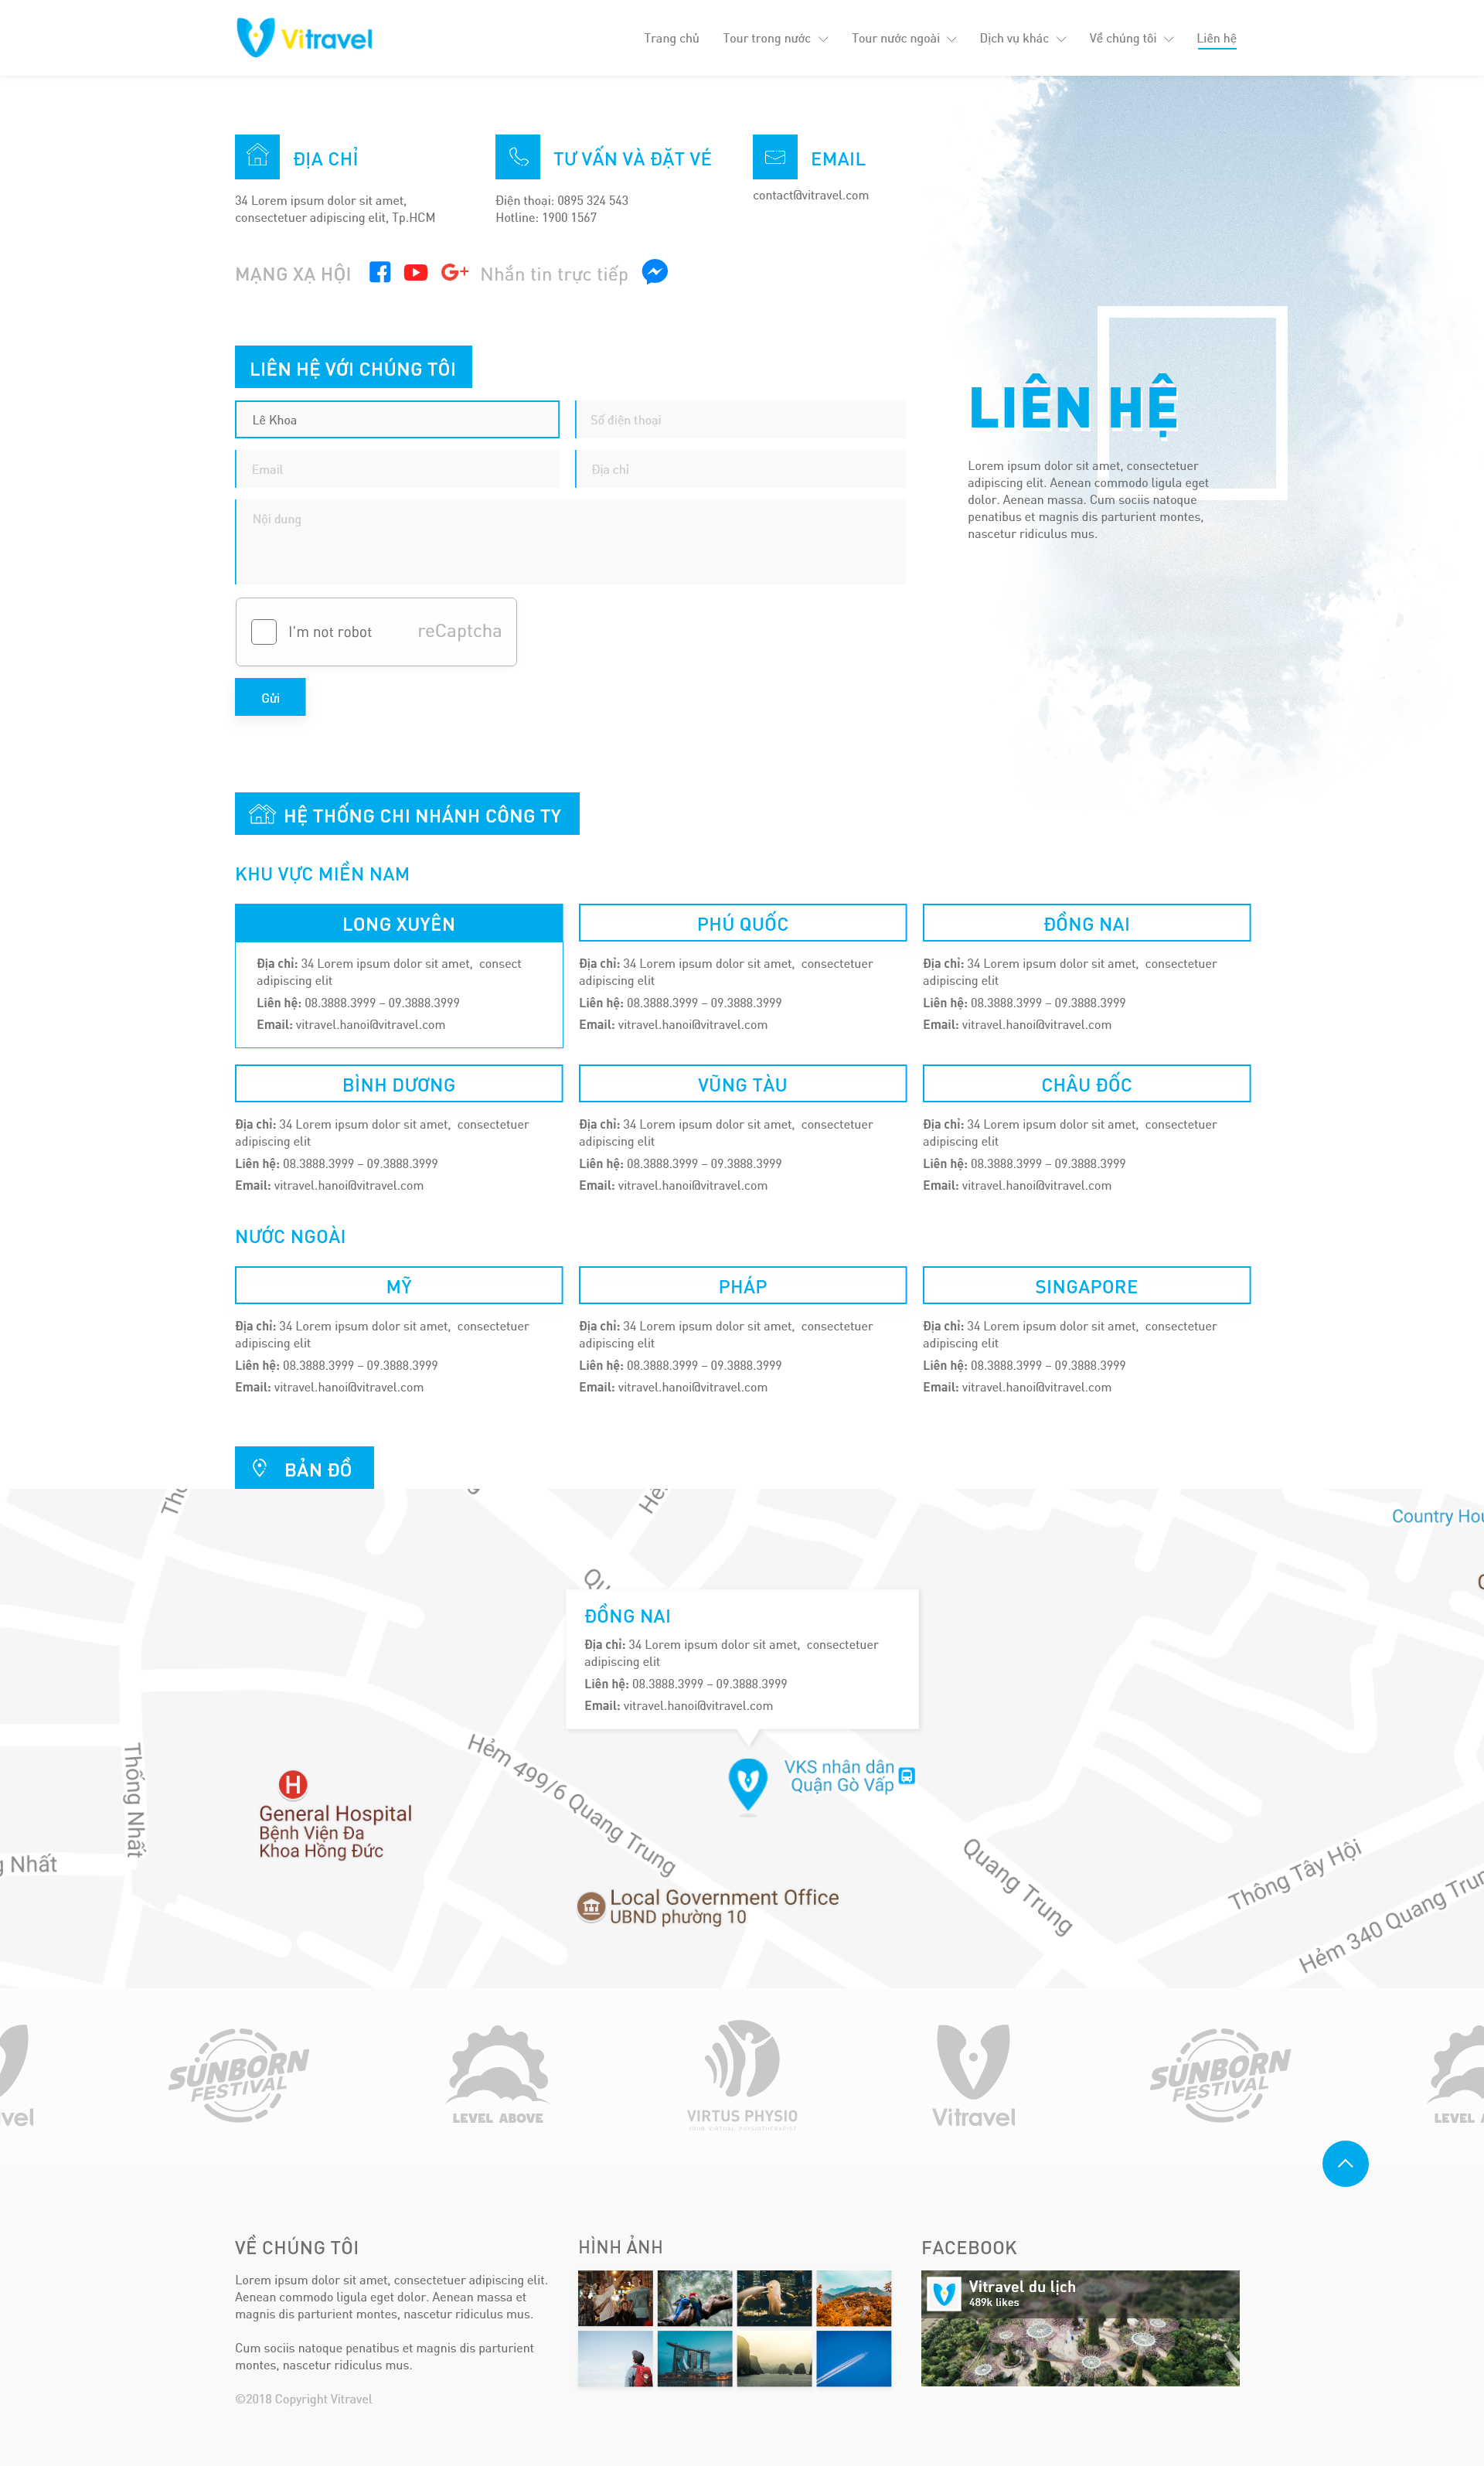 Vitravel
Trang chủ
Tour trong nước
Tour nước ngoài
Dịch vụ khác
Về chúng tôi
Liên hệ
ĐỊA CHỈ
34 Lorem ipsum dolor sit amet,
consectetuer adipiscing elit, Tp.HCM
TƯ VẤN VÀ ĐẶT VÉ
Điện thoại: 0895 324 543
Hotline: 1900 1567
EMAIL
contact@vitravel.com
MẠNG XẠ HỘI
Nhắn tin trực tiếp
LIÊN HỆ VỚI CHÚNG TÔI
Lê Khoa
Số điện thoại
Email
Địa chỉ
Nội dung
I'm not robot
reCaptcha
Gửi
LIÊN HỆ
Lorem ipsum dolor sit amet, consectetuer
adipiscing elit. Aenean commodo ligula eget
dolor. Aenean massa. Cum sociis natoque
penatibus et magnis dis parturient montes,
nascetur ridiculus mus.
HỆ THỐNG CHI NHÁNH CÔNG TY
KHU VỰC MIỀN NAM
LONG XUYÊN
Địa chỉ: 34 Lorem ipsum dolor sit amet, consect
adipiscing elit
Liên hệ: 08.3888.3999 – 09.3888.3999
Email: vitravel.hanoi@vitravel.com
PHÚ QUỐC
Địa chỉ: 34 Lorem ipsum dolor sit amet, consectetuer
adipiscing elit
Liên hệ: 08.3888.3999 – 09.3888.3999
Email: vitravel.hanoi@vitravel.com
ĐỒNG NAI
Địa chỉ: 34 Lorem ipsum dolor sit amet, consectetuer
adipiscing elit
Liên hệ: 08.3888.3999 – 09.3888.3999
Email: vitravel.hanoi@vitravel.com
BÌNH DƯƠNG
Địa chỉ: 34 Lorem ipsum dolor sit amet, consectetuer
adipiscing elit
Liên hệ: 08.3888.3999 – 09.3888.3999
Email: vitravel.hanoi@vitravel.com
VŨNG TÀU
Địa chỉ: 34 Lorem ipsum dolor sit amet, consectetuer
adipiscing elit
Liên hệ: 08.3888.3999 – 09.3888.3999
Email: vitravel.hanoi@vitravel.com
CHÂU ĐỐC
Địa chỉ: 34 Lorem ipsum dolor sit amet, consectetuer
adipiscing elit
Liên hệ: 08.3888.3999 – 09.3888.3999
Email: vitravel.hanoi@vitravel.com
NƯỚC NGOÀI
MỸ
Địa chỉ: 34 Lorem ipsum dolor sit amet, consectetuer
adipiscing elit
Liên hệ: 08.3888.3999 – 09.3888.3999
Email: vitravel.hanoi@vitravel.com
PHÁP
Địa chỉ: 34 Lorem ipsum dolor sit amet, consectetuer
adipiscing elit
Liên hệ: 08.3888.3999 – 09.3888.3999
Email: vitravel.hanoi@vitravel.com
SINGAPORE
Địa chỉ: 34 Lorem ipsum dolor sit amet, consectetuer
adipiscing elit
Liên hệ: 08.3888.3999 – 09.3888.3999
Email: vitravel.hanoi@vitravel.com
BẢN ĐỒ
Country Hou
ĐỒNG NAI
Địa chỉ: 34 Lorem ipsum dolor sit amet, consectetuer
adipiscing elit
Liên hệ: 08.3888.3999 – 09.3888.3999
Email: vitravel.hanoi@vitravel.com
Thống Nhất
Hẻm 499/6 Quang Trung
VKS nhân dân
Quận Gò Vấp
H
General Hospital
Bệnh Viện Đa
Khoa Hồng Đức
g Nhất
Quang Trung
Thông Tây Hội
Hẻm 340 Quang Trun
Local Government Office
UBND phường 10
avel
SUNBORN
FESTIVAL
LEVEL ABOVE
VIRTUS PHYSIO
YOUR VIRTUAL PHYSIOTHERAPIST
Vitravel
SUNBORN
FESTIVAL
LEVEL A
VỀ CHÚNG TÔI
Lorem ipsum dolor sit amet, consectetuer adipiscing elit.
Aenean commodo ligula eget dolor. Aenean massa et
magnis dis parturient montes, nascetur ridiculus mus.
Cum sociis natoque penatibus et magnis dis parturient
montes, nascetur ridiculus mus.
©2018 Copyright Vitravel
HÌNH ẢNH
FACEBOOK
Vitravel du lịch
489k likes